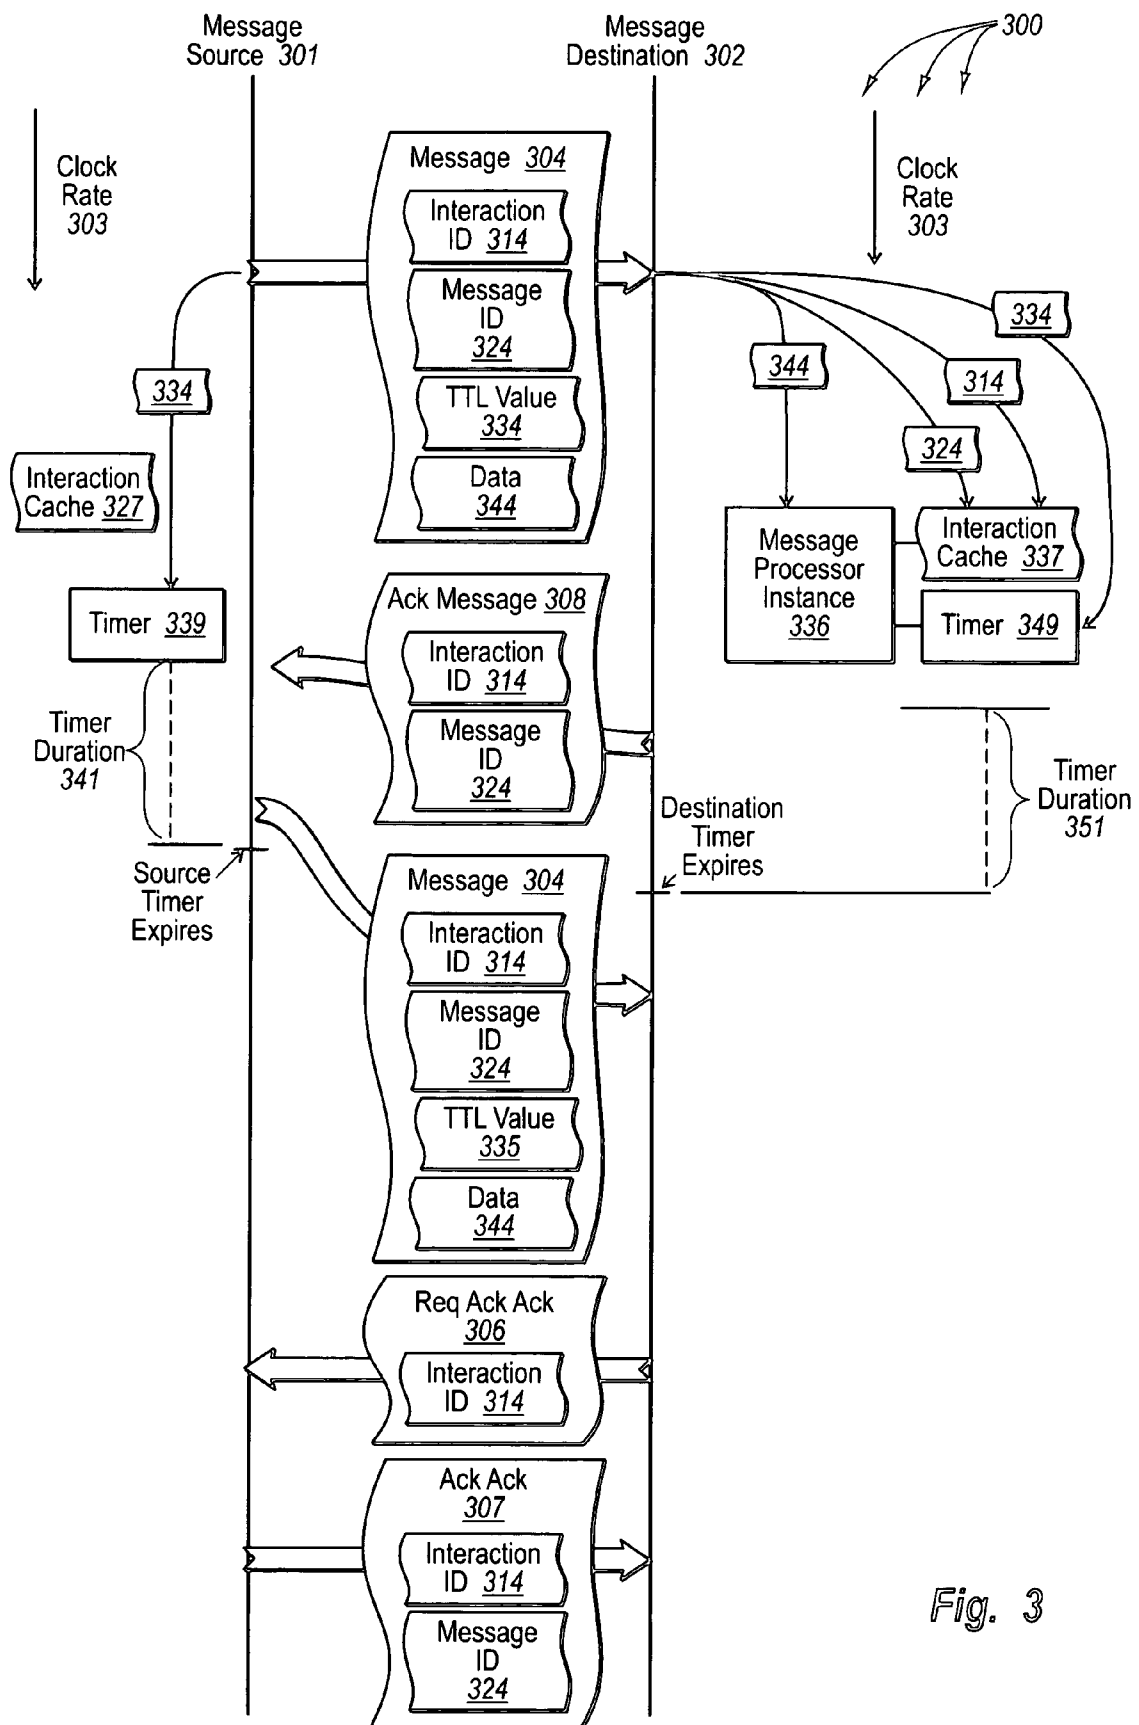 Message
Source 301
Message
Destination 302
300
Clock
Rate
303
Clock
Rate
303
Message 304
Interaction
ID 314
Message
ID
324
TTL Value
334
Data
344
334
334
344
314
324
Interaction
Cache 327
Timer 339
Message
Processor
Instance
336
Interaction
Cache 337
Timer 349
Ack Message 308
Interaction
ID 314
Message
ID
324
Timer
Duration
341
Timer
Duration
351
Source
Timer
Expires
Destination
Timer
Expires
Message 304
Interaction
ID 314
Message
ID
324
TTL Value
335
Data
344
Req Ack Ack
306
Interaction
ID 314
Ack Ack
307
Interaction
ID 314
Message
ID
324
Fig. 3